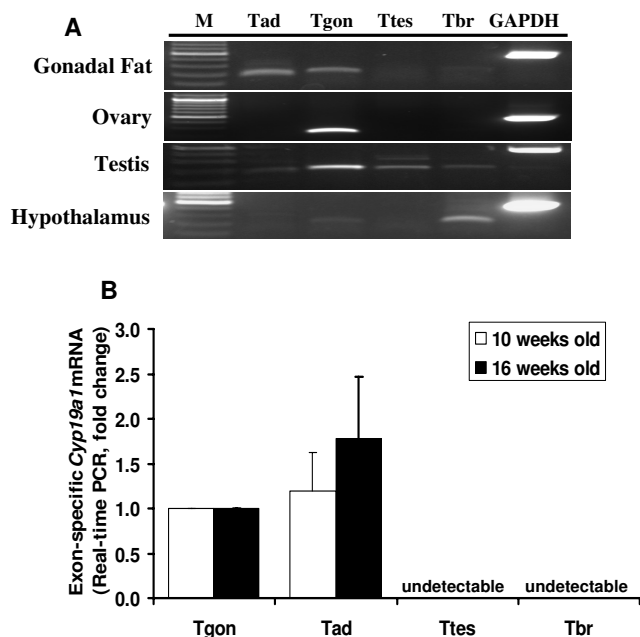 A
M Tad Tgon Ttes Tbr GAPDH
Gonadal Fat
Ovary
Testis
Hypothalamus
B
Exon-specific Cyp19a1 mRNA
(Real-time PCR, fold change)
3.0
2.5
2.0
1.5
1.0
0.5
0.0
10 weeks old
16 weeks old
undetectable undetectable
Tgon Tad Ttes Tbr